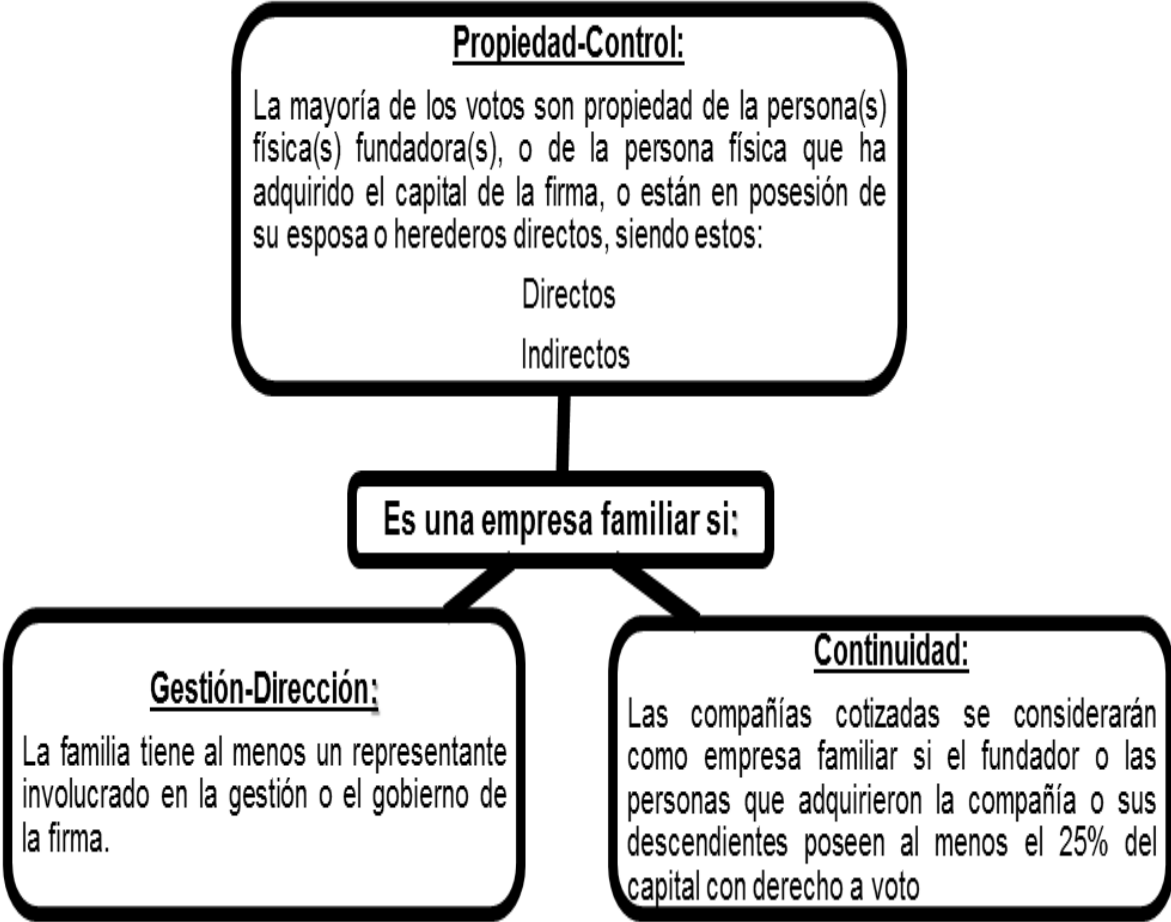 Propiedad-Control:
La mayoría de los votos son propiedad de la persona(s)
física(s) fundadora(s), o de la persona física que ha
adquirido el capital de la firma, o están en posesión de
su esposa o herederos directos, siendo estos:
Directos
Indirectos
Es una empresa familiar si:
Gestión-Dirección:
La familia tiene al menos un representante
involucrado en la gestión o el gobierno de
la firma.
Continuidad:
Las compañías cotizadas se considerarán
como empresa familiar si el fundador o las
personas que adquirieron la compañía o sus
descendientes poseen al menos el 25% del
capital con derecho a voto